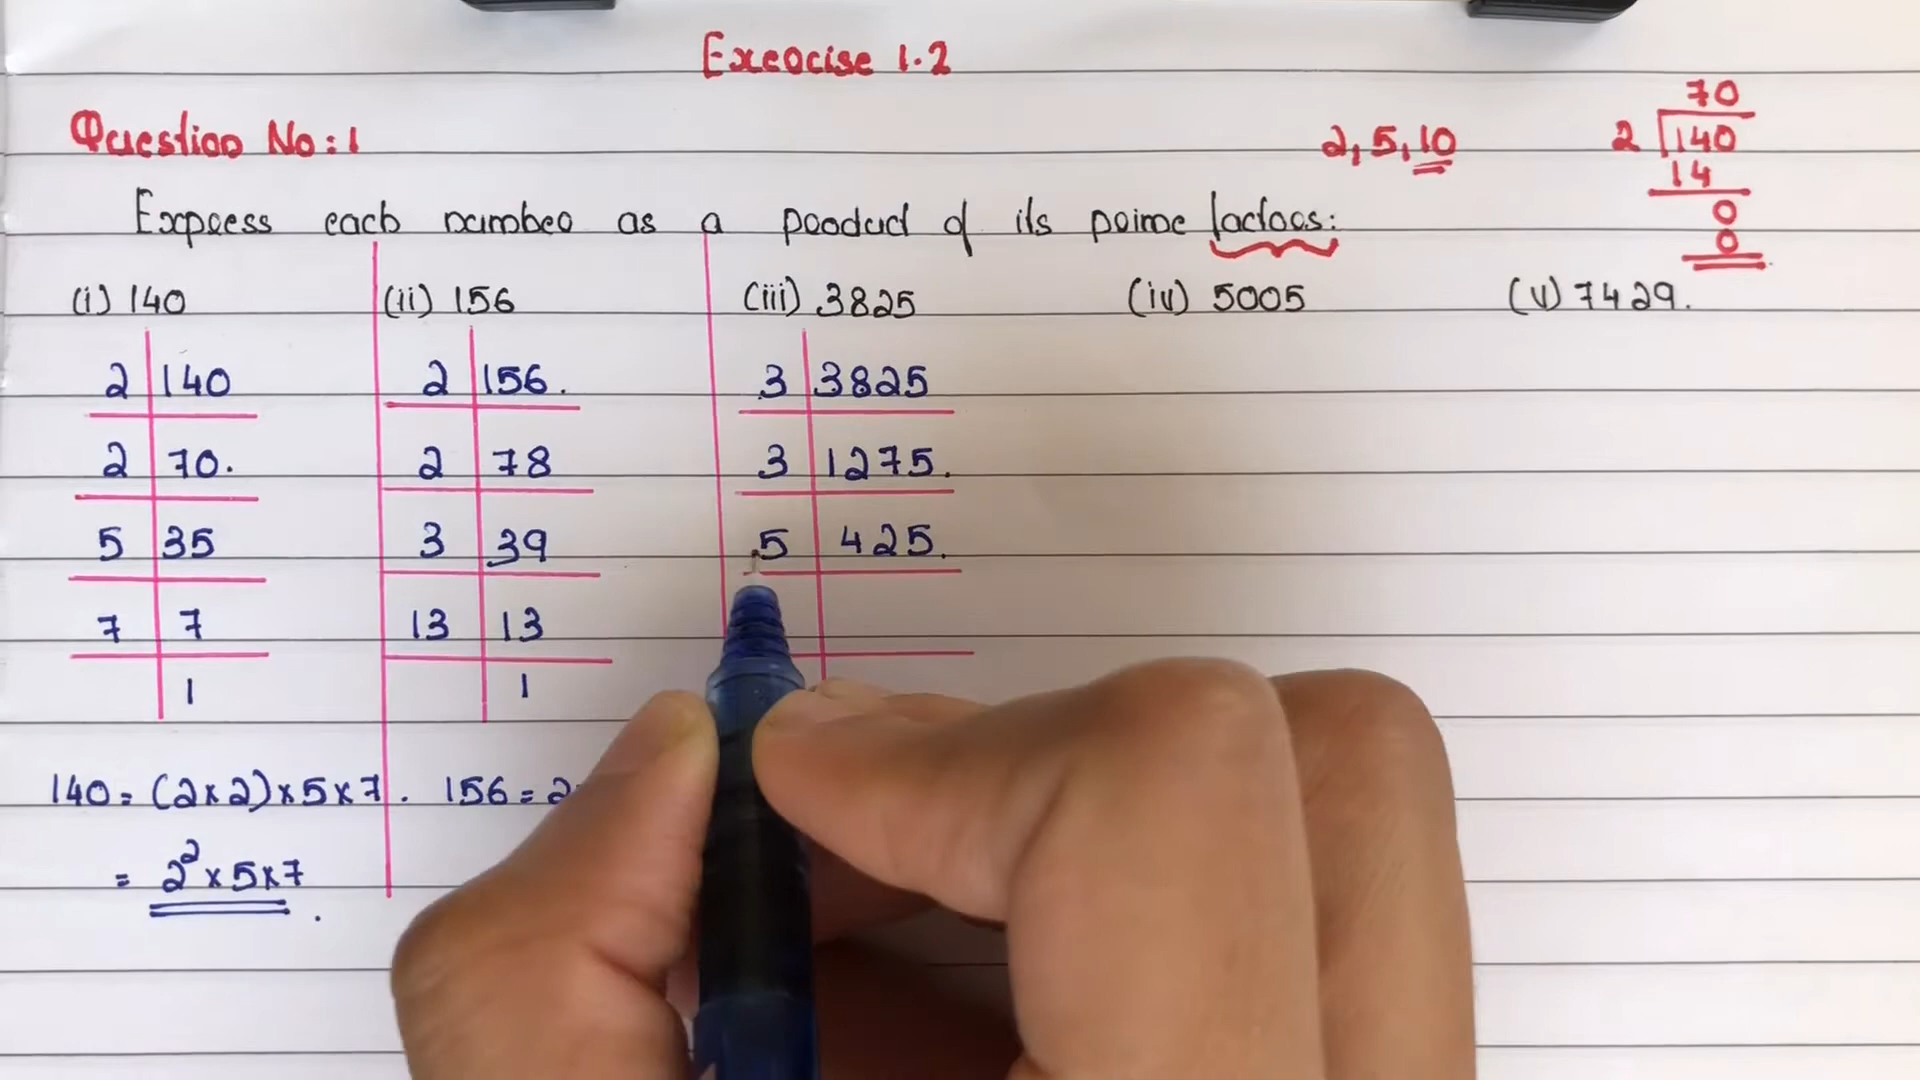 Exercise 1.2
Question No:1
2, 5, 10
70
2 140
14
0
0
Express each number as a product of its prime factors:
(i) 140 (ii) 156 (iii) 3825 (iv) 5005 (v) 7429.
2 140 2 156. 3 3825
2 70. 2 78 3 1275.
5 35 3 39 5 425.
7 7 13 13
1 1
140 = (2×2)×5×7. 156 = 2
= 2²×5×7.